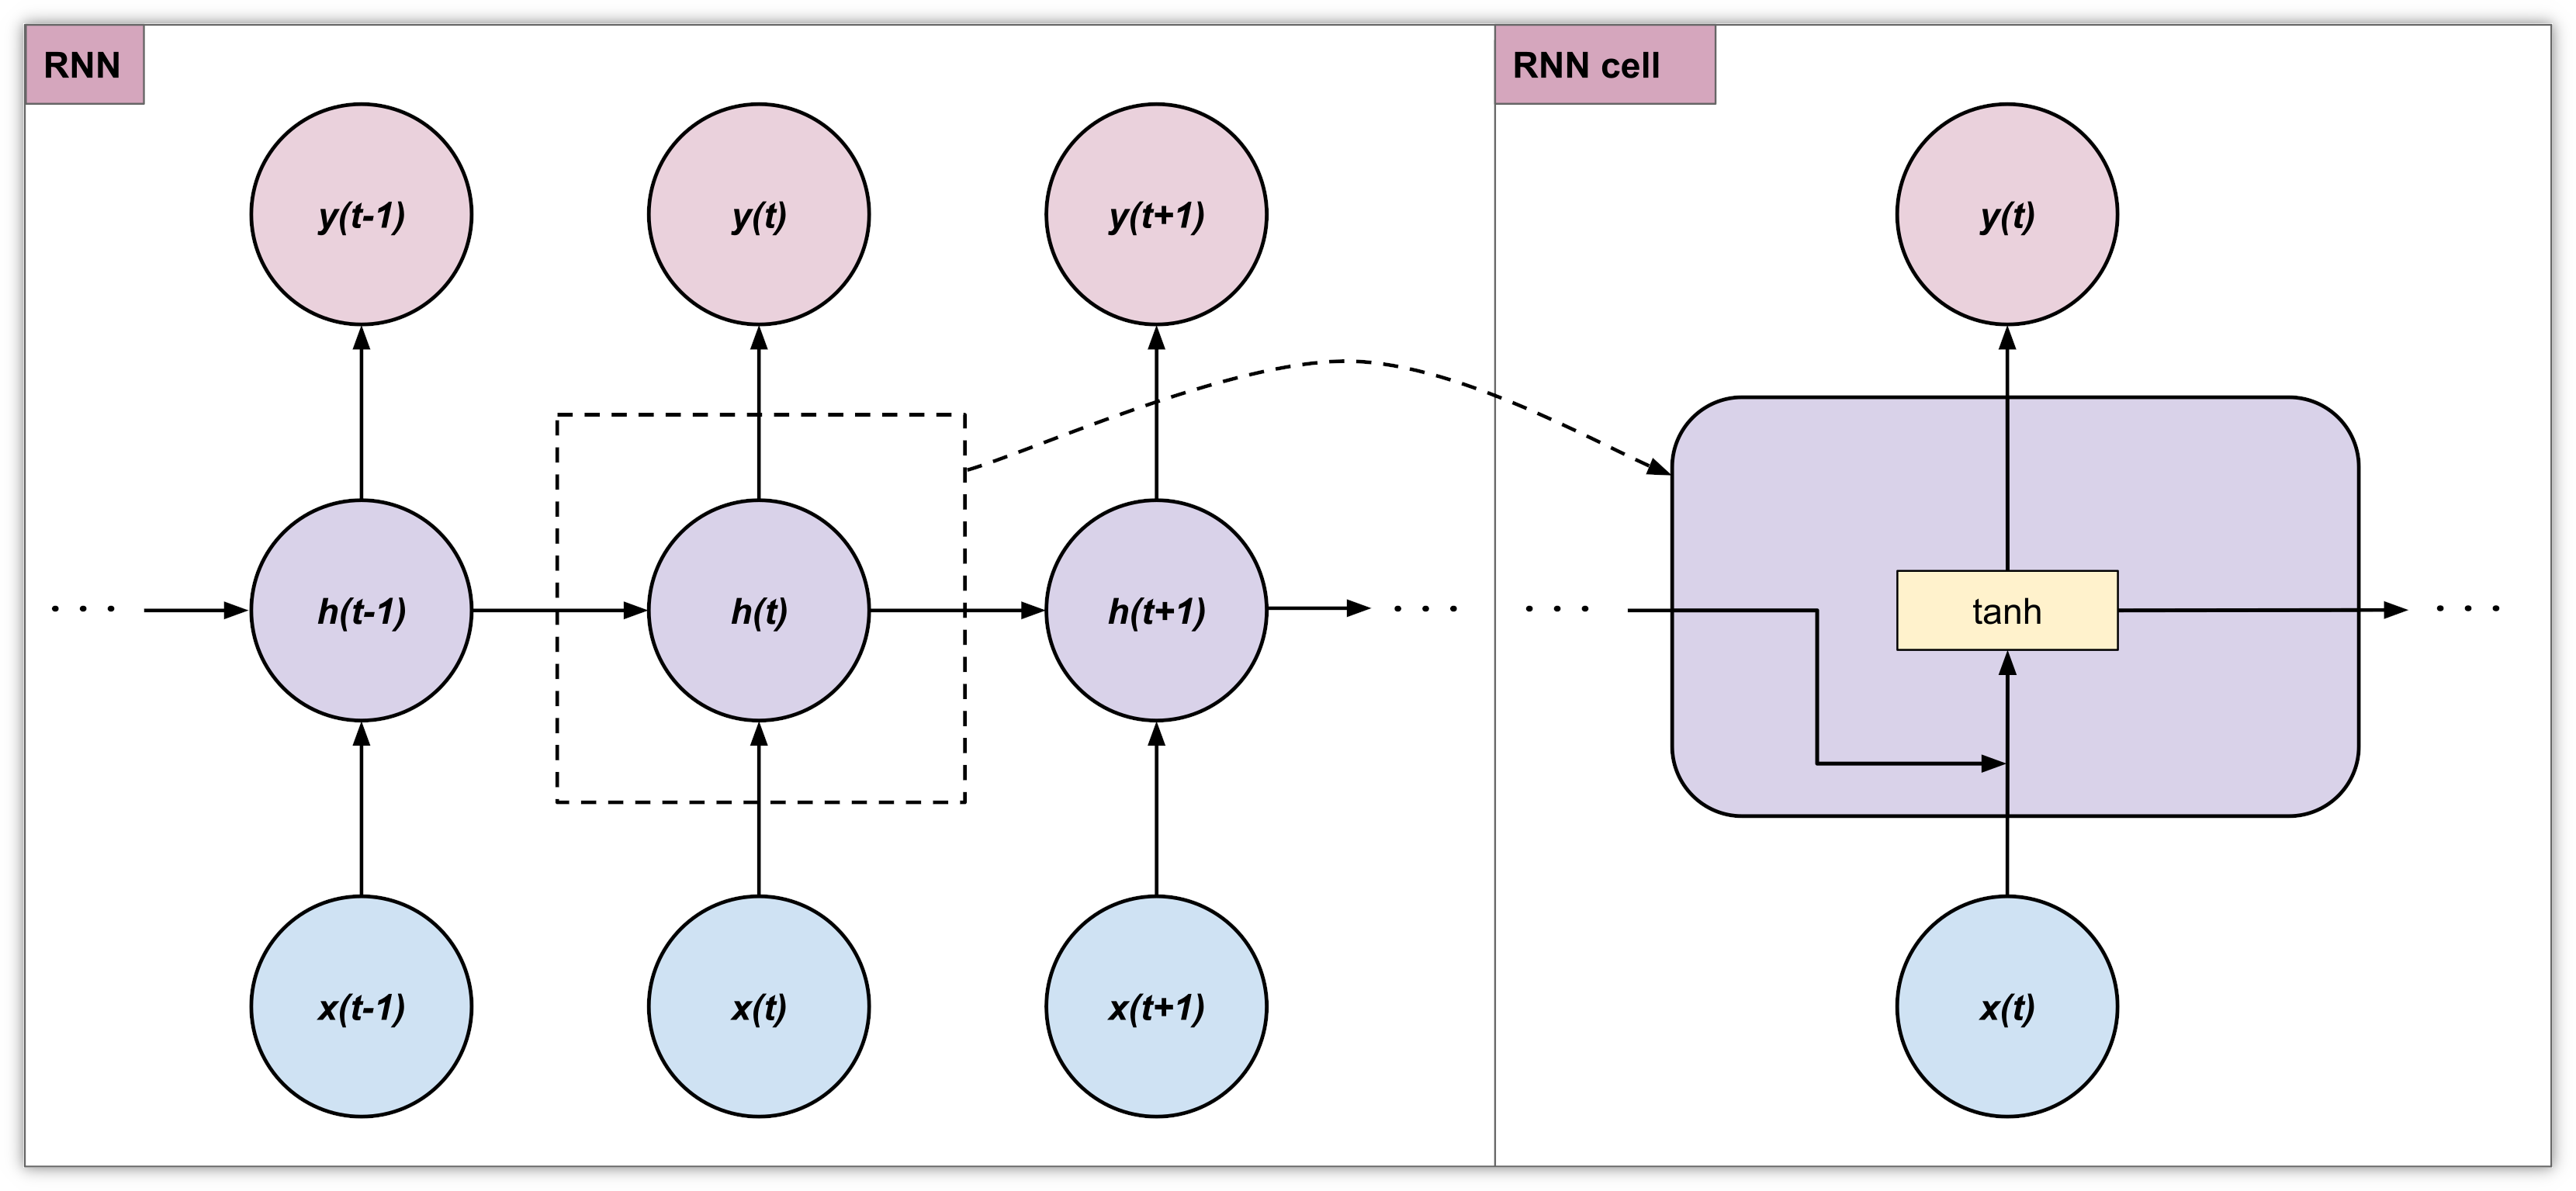 RNN
y(t-1)
y(t)
y(t+1)
h(t-1)
h(t)
h(t+1)
x(t-1)
x(t)
x(t+1)
RNN cell
y(t)
tanh
x(t)